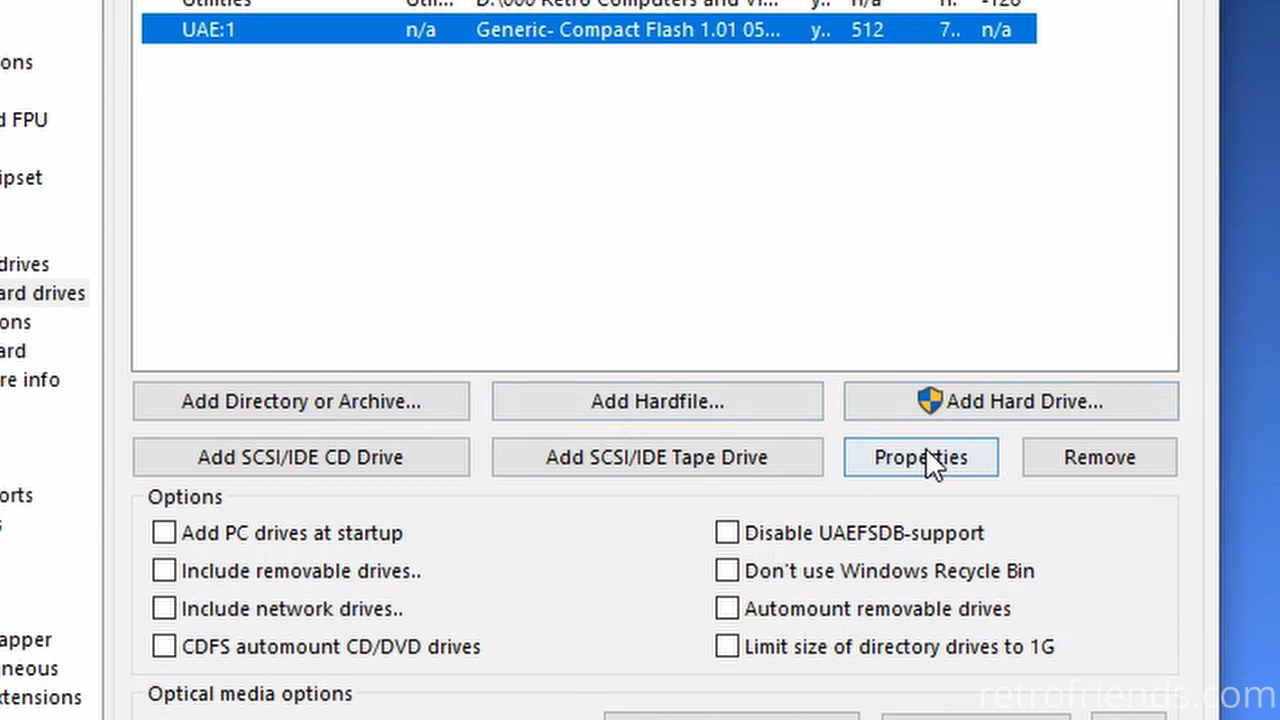 UAE:1 n/a Generic- Compact Flash 1.01 05... y.. 512 7.. n/a
ons
d FPU
ipset
drives
ard drives
ons
ard
re info
orts
apper
neous
xtensions
Add Directory or Archive... Add Hardfile... Add Hard Drive...
Add SCSI/IDE CD Drive Add SCSI/IDE Tape Drive Properties Remove
Options
Add PC drives at startup Disable UAEFSDB-support
Include removable drives.. Don't use Windows Recycle Bin
Include network drives.. Automount removable drives
CDFS automount CD/DVD drives Limit size of directory drives to 1G
Optical media options
retrofriends.com